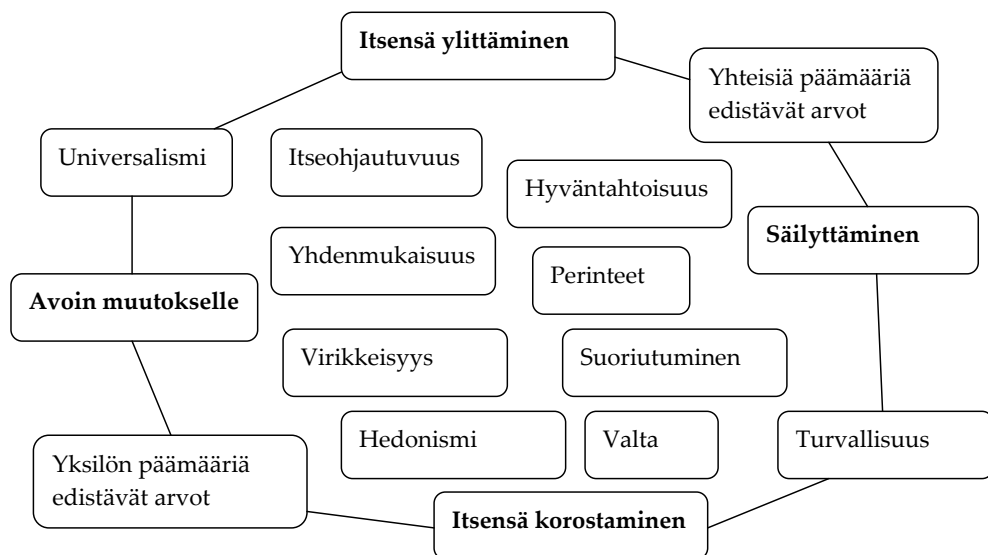 Itsensä ylittäminen
Yhteisiä päämääriä
edistävät arvot
Universalismi
Itseohjautuvuus
Hyväntahtoisuus
Säilyttäminen
Yhdenmukaisuus
Perinteet
Avoin muutokselle
Virikkeisyys
Suoriutuminen
Hedonismi
Valta
Turvallisuus
Yksilön päämääriä
edistävät arvot
Itsensä korostaminen